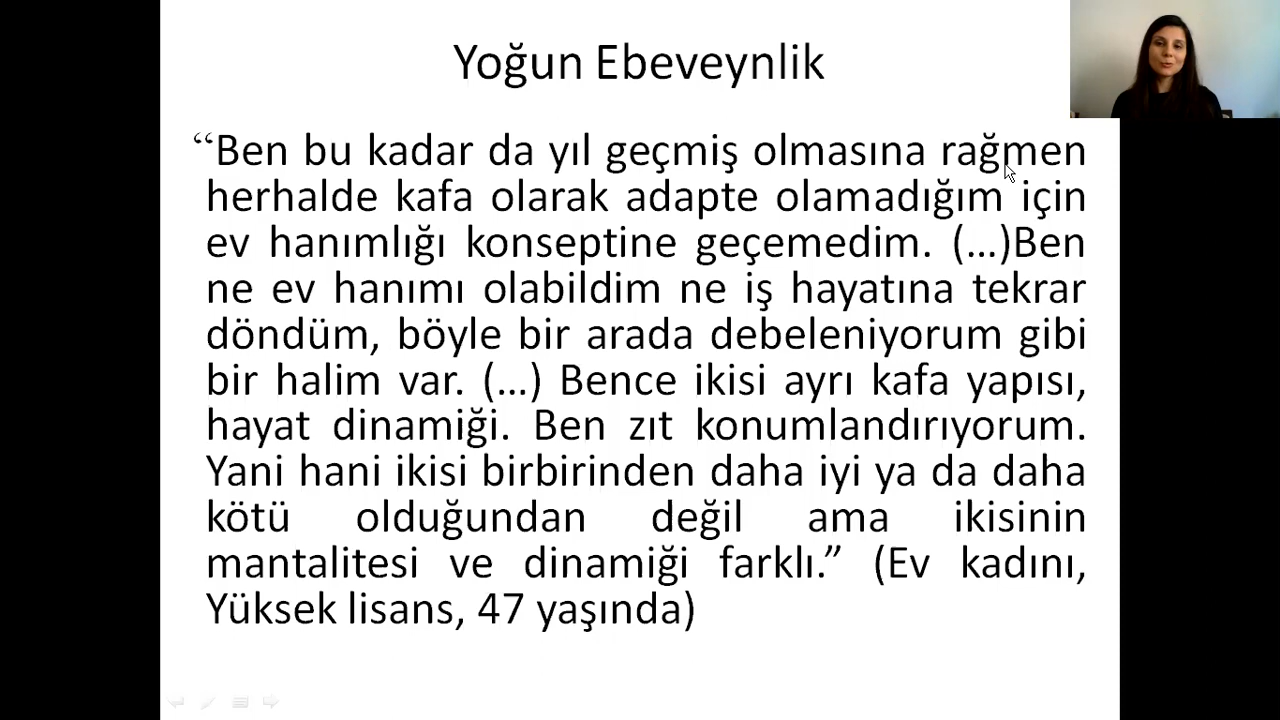 Yoğun Ebeveynlik
“Ben bu kadar da yıl geçmiş olmasına rağmen
herhalde kafa olarak adapte olamadığım için
ev hanımlığı konseptine geçemedim. (…)Ben
ne ev hanımı olabildim ne iş hayatına tekrar
döndüm, böyle bir arada debeleniyorum gibi
bir halim var. (…) Bence ikisi ayrı kafa yapısı,
hayat dinamiği. Ben zıt konumlandırıyorum.
Yani hani ikisi birbirinden daha iyi ya da daha
kötü olduğundan değil ama ikisinin
mantalitesi ve dinamiği farklı.” (Ev kadını,
Yüksek lisans, 47 yaşında)